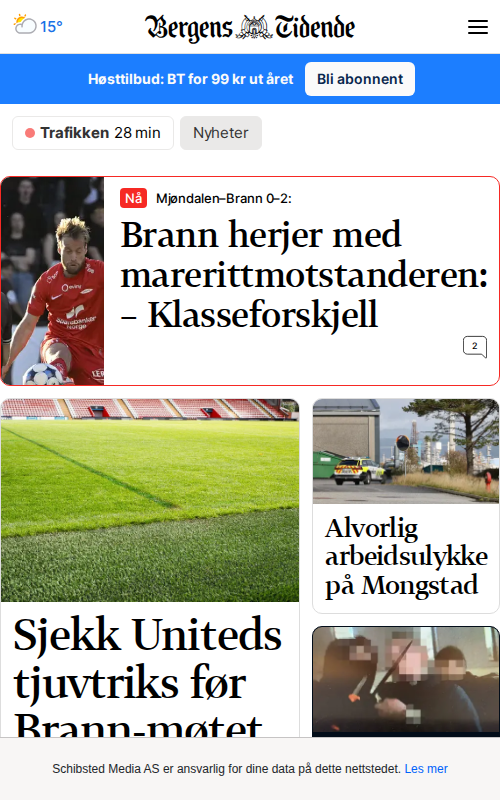 15°
Bergens Tidende
Høsttilbud: BT for 99 kr ut året
Bli abonnent
Trafikken 28 min
Nyheter
Nå Mjøndalen–Brann 0–2:
Brann herjer med
marerittmotstanderen:
– Klasseforskjell
2
Sjekk Uniteds
tjuvtriks før
Brann-møtet
Alvorlig
arbeidsulykke
på Mongstad
Schibsted Media AS er ansvarlig for dine data på dette nettstedet. Les mer